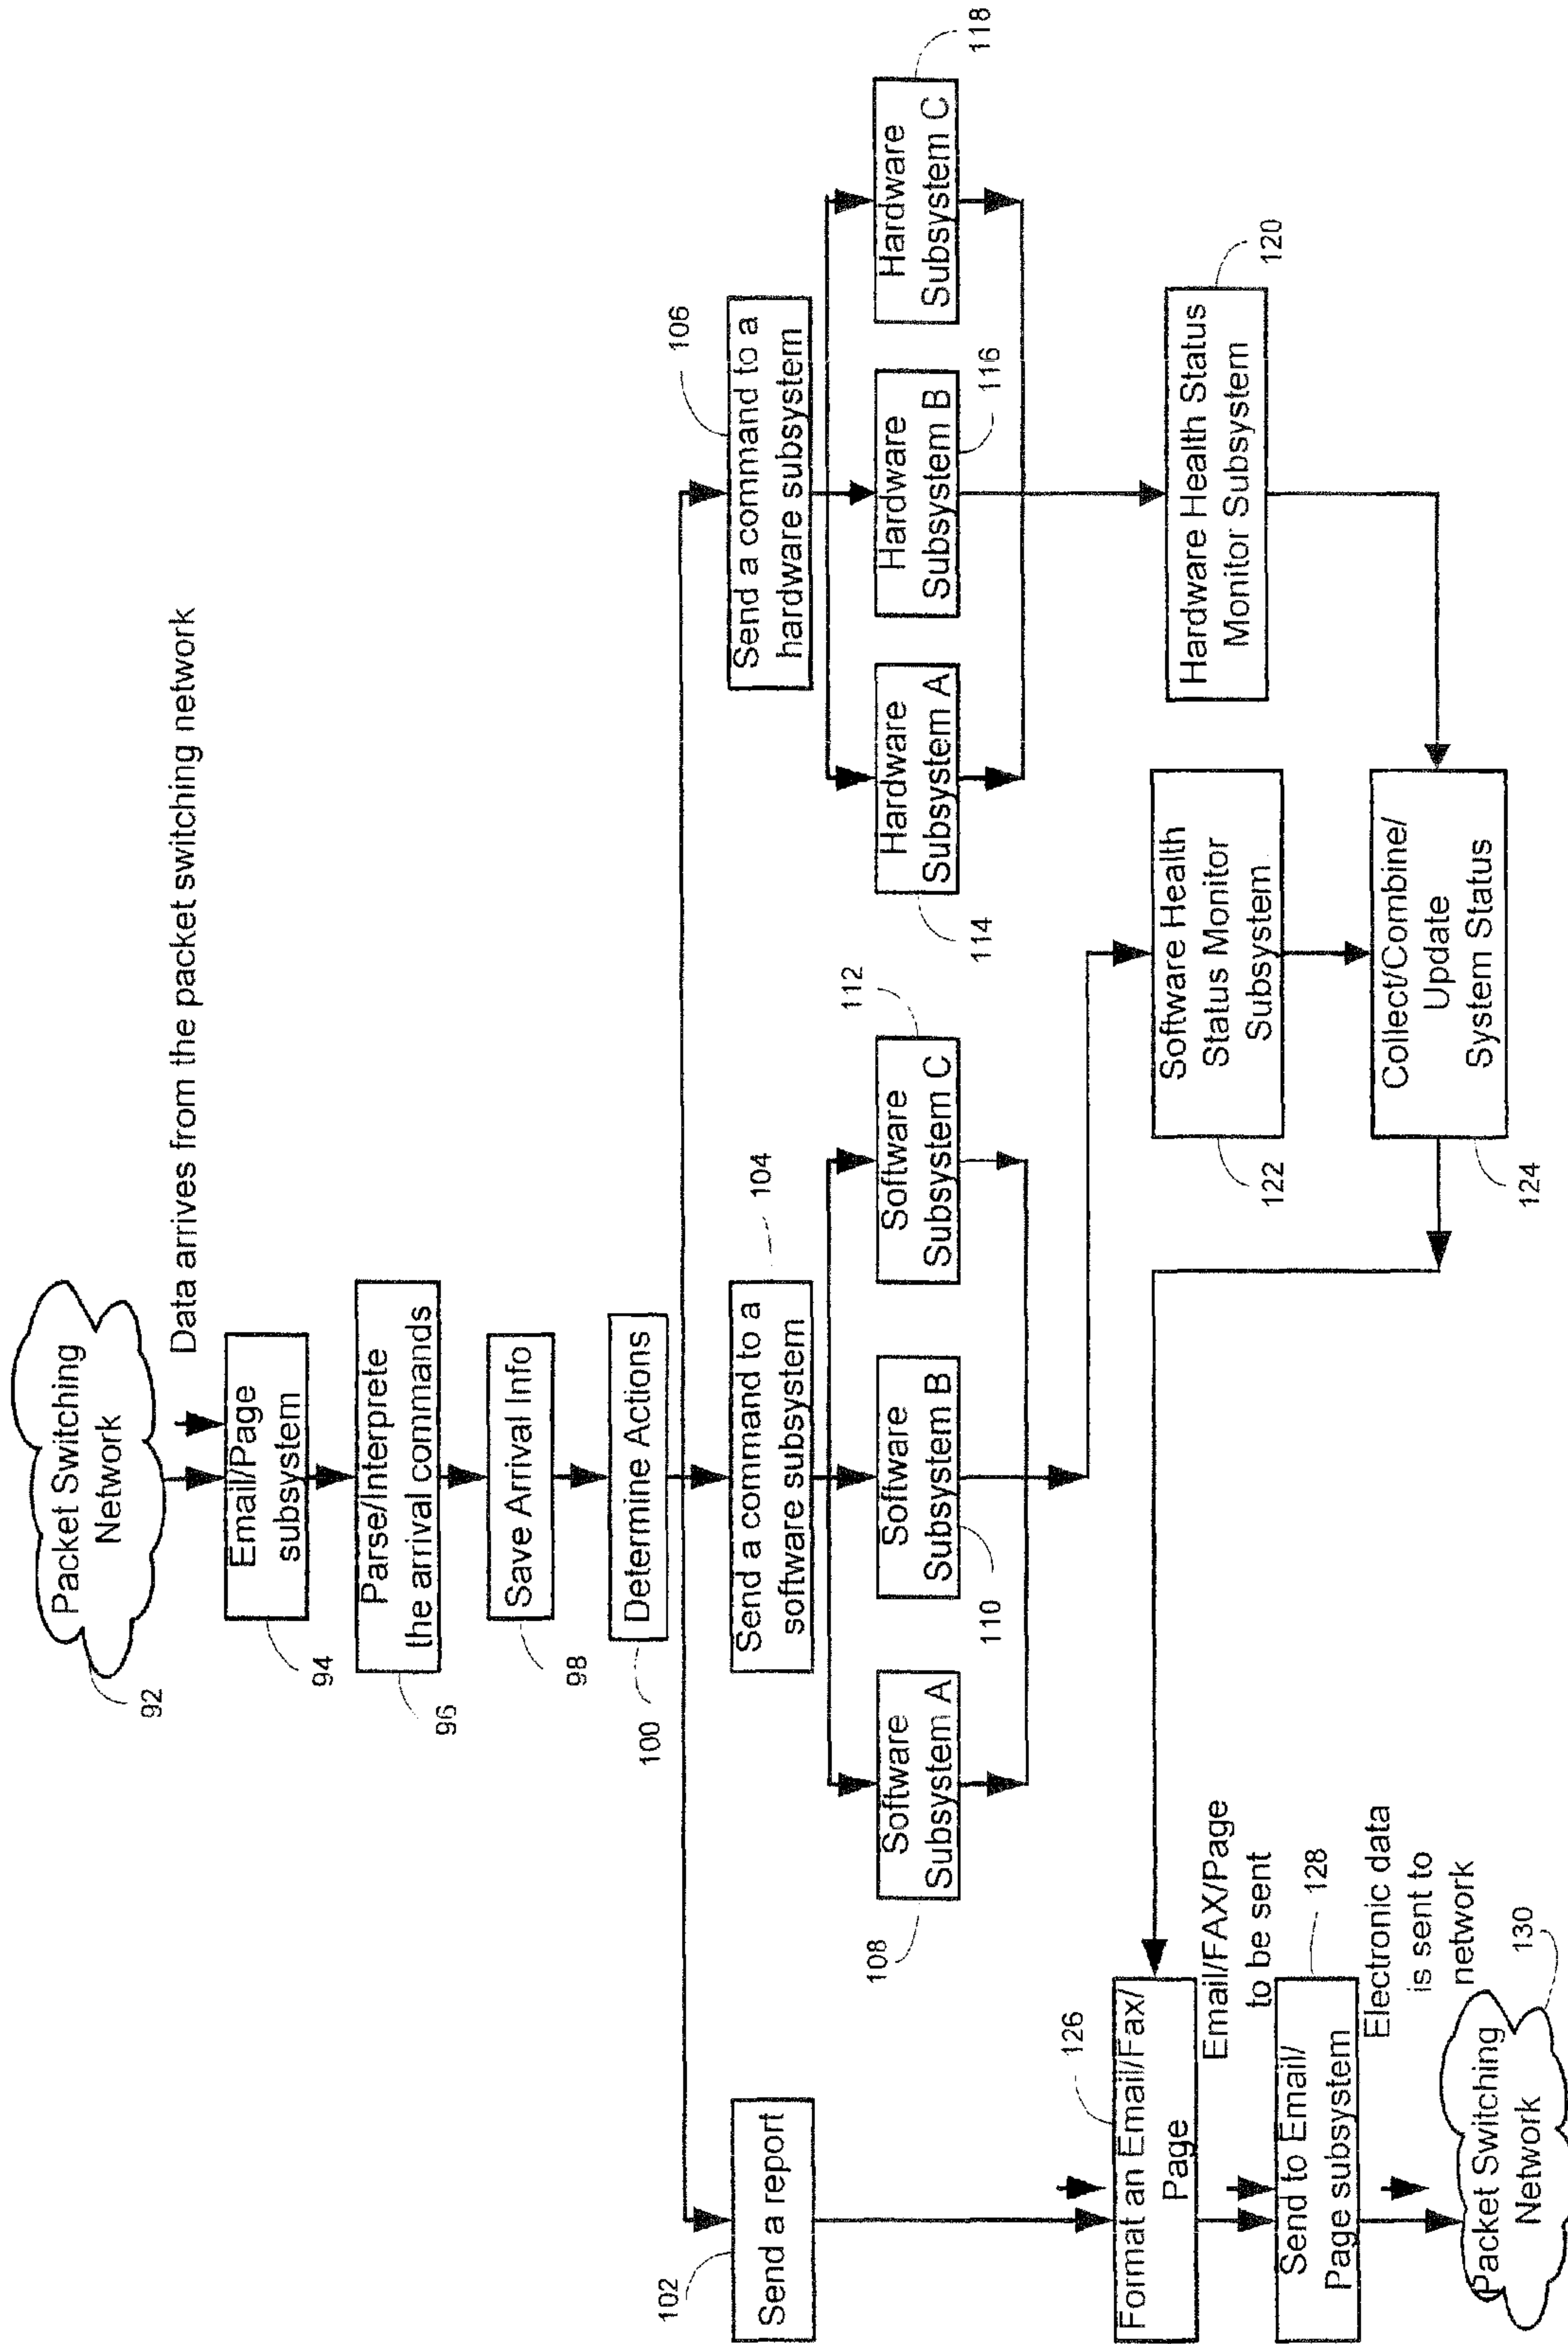 Packet Switching
Network
92
Data arrives from the packet switching network
Email/Page
subsystem
94
Parse/Interprete
the arrival commands
96
Save Arrival Info
98
Determine Actions
100
Send a report
102
Send a command to a
software subsystem
104
Send a command to a
hardware subsystem
106
Software
Subsystem A
108
Software
Subsystem B
110
Software
Subsystem C
112
Hardware
Subsystem A
114
Hardware
Subsystem B
116
Hardware
Subsystem C
118
Hardware Health Status
Monitor Subsystem
120
Software Health
Status Monitor
Subsystem
122
Collect/Combine/
Update
System Status
124
Format an Email/Fax/
Page
126
Email/FAX/Page
to be sent
Send to Email/
Page subsystem
128
Electronic data
is sent to
network
Packet Switching
Network
130